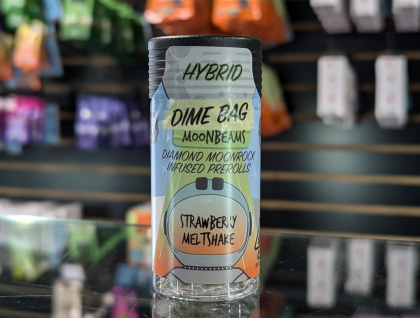 HYBRID
DIME BAG
MOONBEAMS
DIAMOND MOONROCK
INFUSED PREROLLS
STRAWBERRY
MELTSHAKE